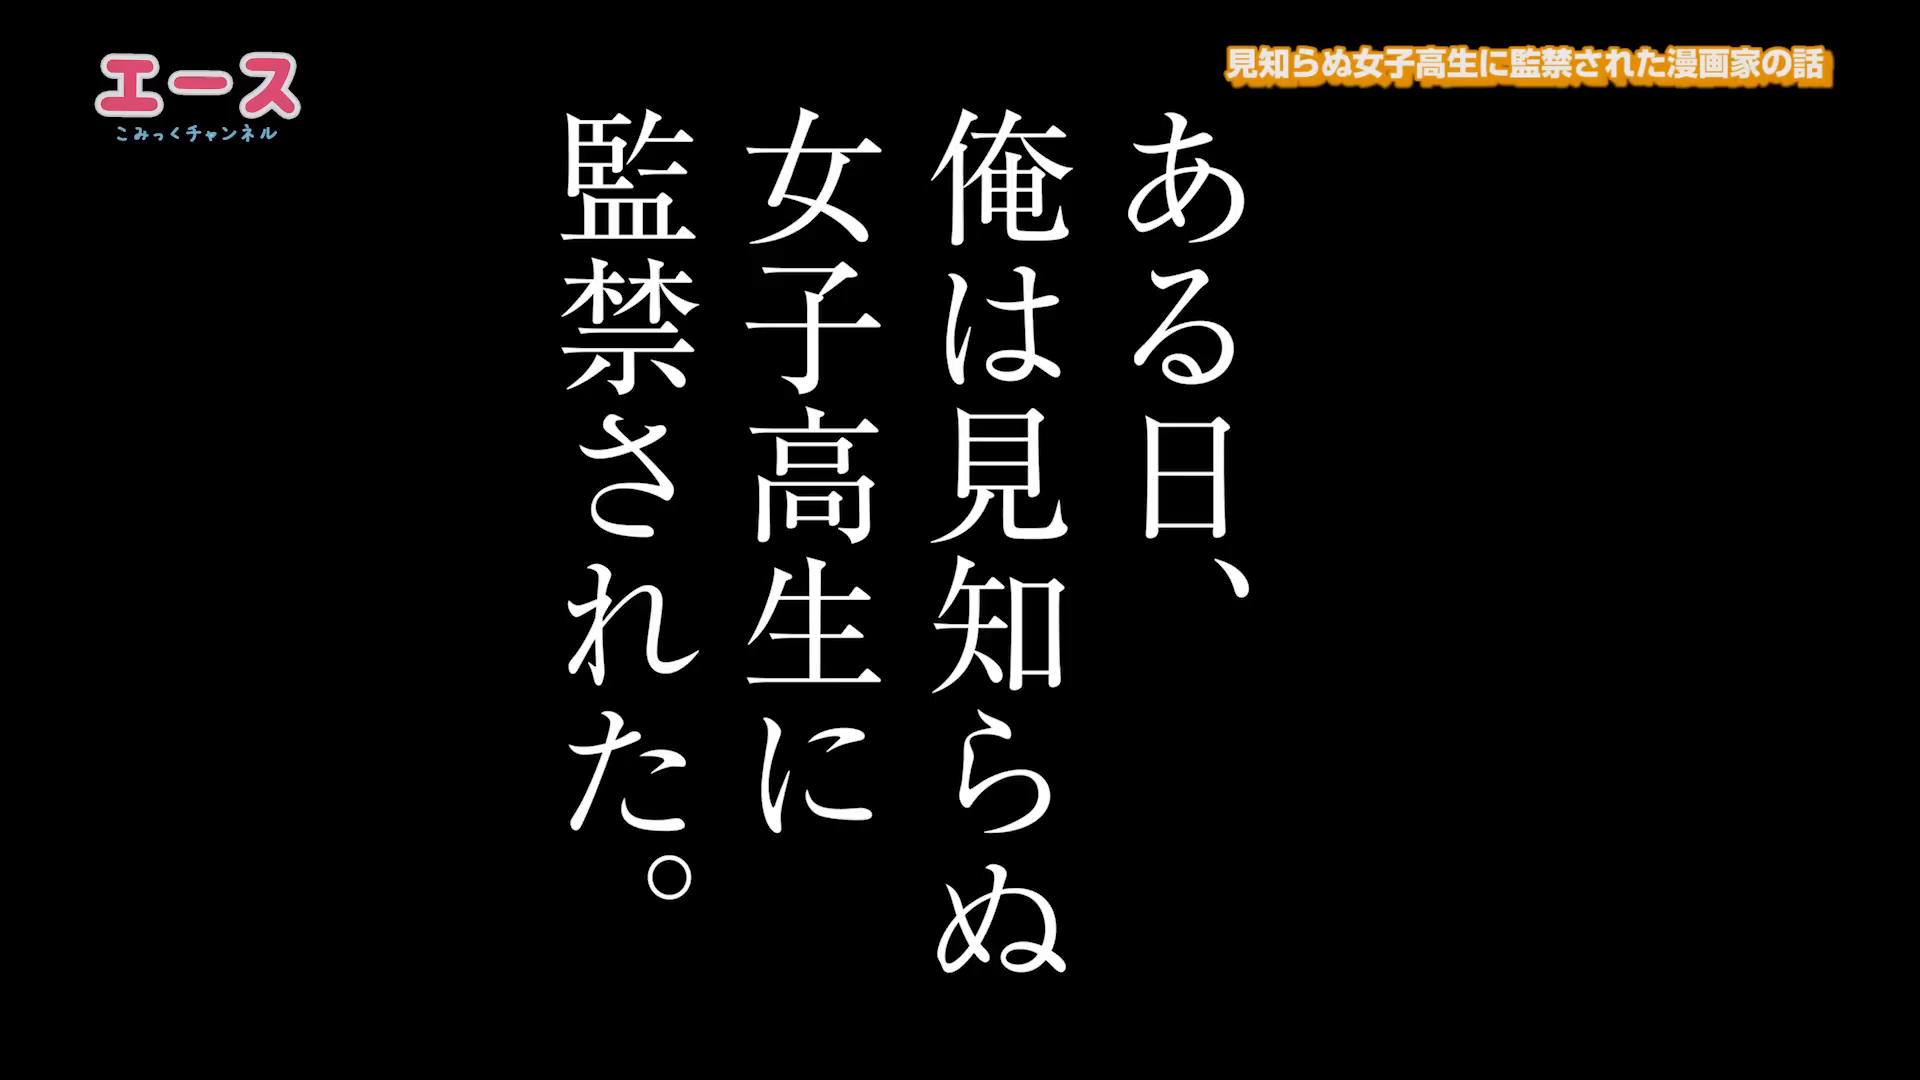 エース
こみっくチャンネル
見知らぬ女子高生に監禁された漫画家の話
ある日、
俺は見知らぬ
女子高生に
監禁された。